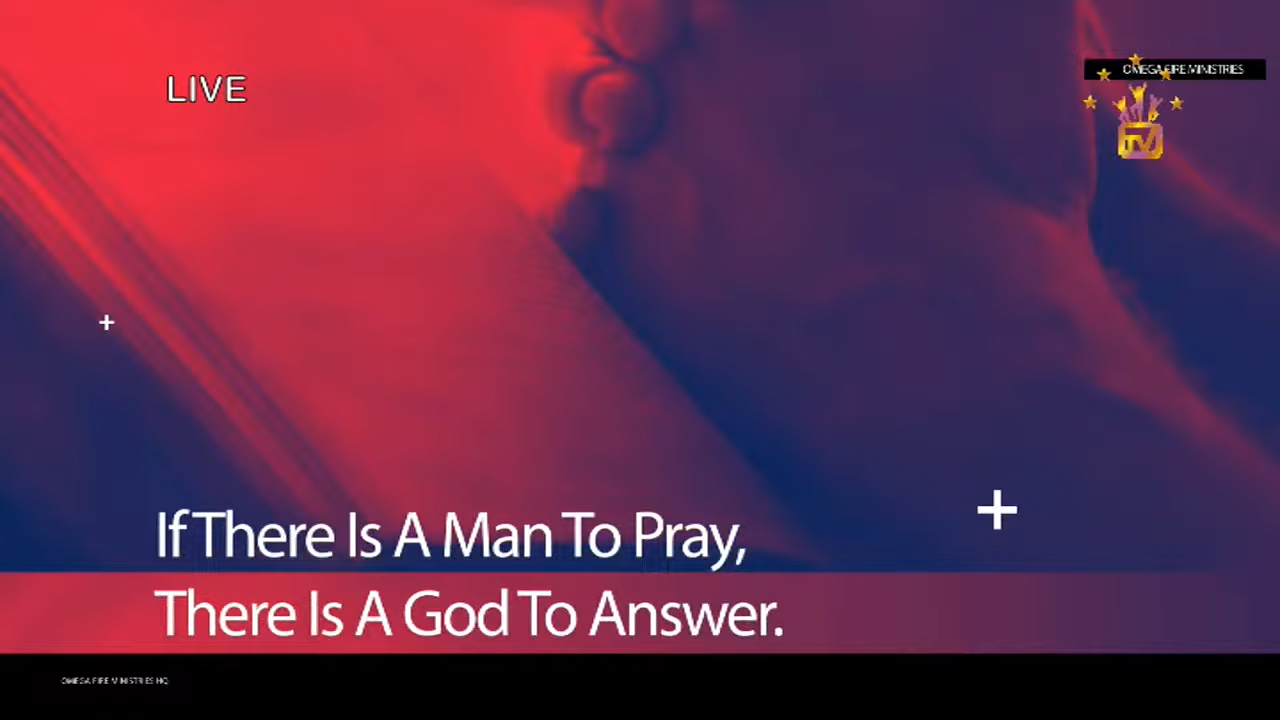 LIVE
OMEGA FIRE MINISTRIES
TV
If There Is A Man To Pray,
There Is A God To Answer.
OMEGA FIRE MINISTRIES HQ